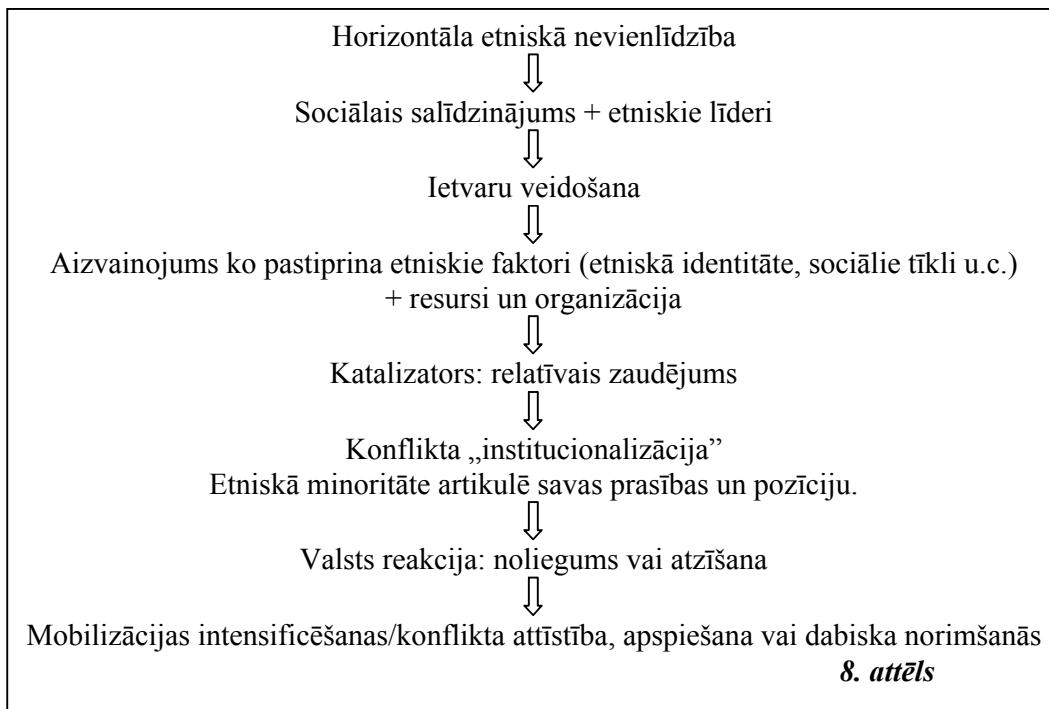 Horizontāla etniskā nevienlīdzība
Sociālais salīdzinājums + etniskie līderi
Ietvaru veidošana
Aizvainojums ko pastiprina etniskie faktori (etniskā identitāte, sociālie tīkli u.c.)
+ resursi un organizācija
Katalizators: relatīvais zaudējums
Konflikta „institucionalizācija”
Etniskā minoritāte artikulē savas prasības un pozīciju.
Valsts reakcija: noliegums vai atzīšana
Mobilizācijas intensificēšanas/konflikta attīstība, apspiešana vai dabiska norimšanās
8. attēls